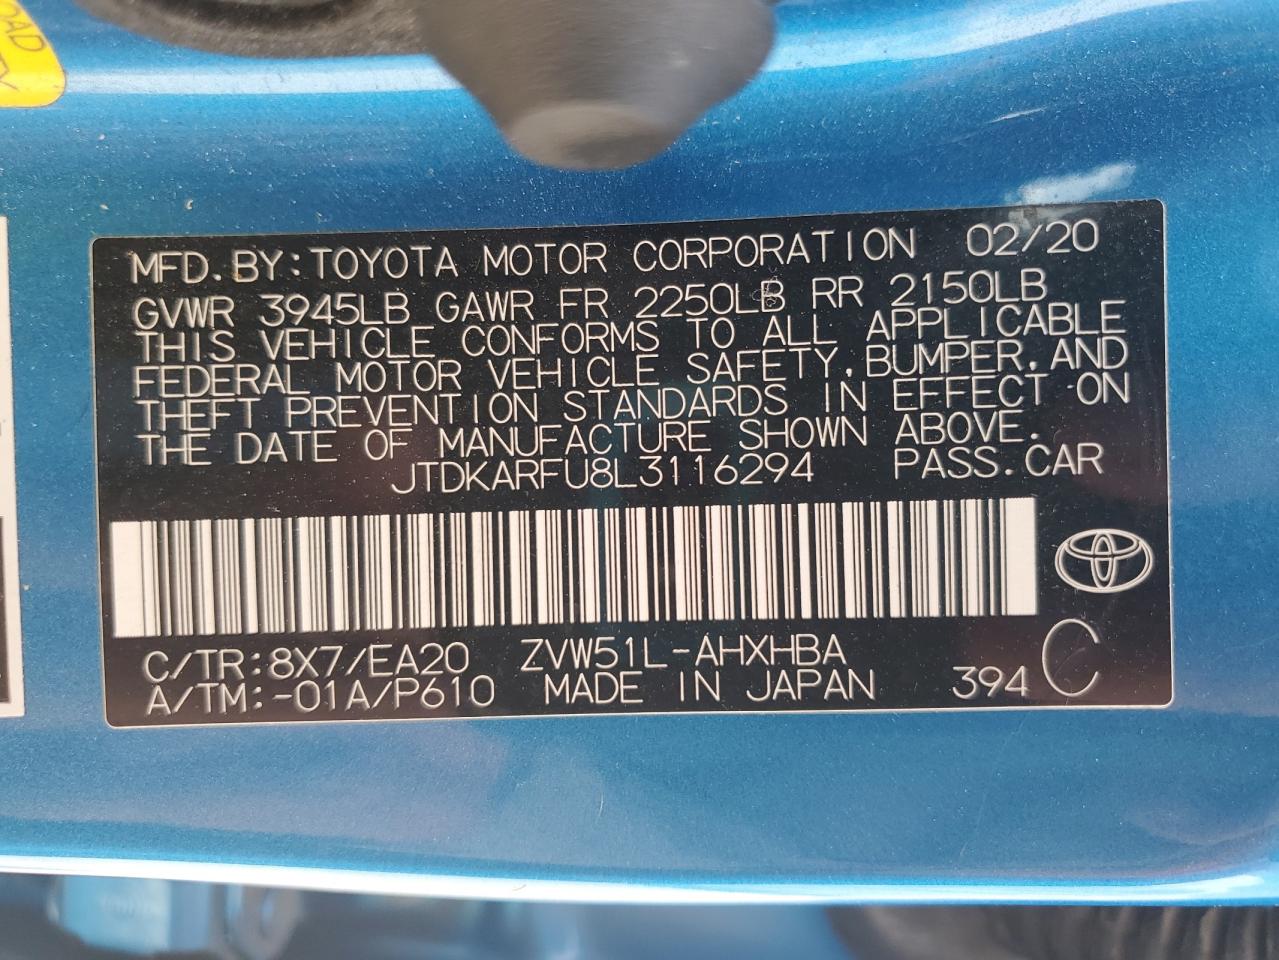 OAD
MFD.BY:TOYOTA MOTOR CORPORATION 02/20
GVWR 3945LB GAWR FR 2250LB RR 2150LB
THIS VEHICLE CONFORMS TO ALL APPLICABLE
FEDERAL MOTOR VEHICLE SAFETY,BUMPER,AND
THEFT PREVENTION STANDARDS IN EFFECT ON
THE DATE OF MANUFACTURE SHOWN ABOVE.
JTDKARFU8L3116294 PASS.CAR
C/TR:8X7/EA20 ZVW51L-AHXHBA
A/TM:-01A/P610 MADE IN JAPAN 394 C